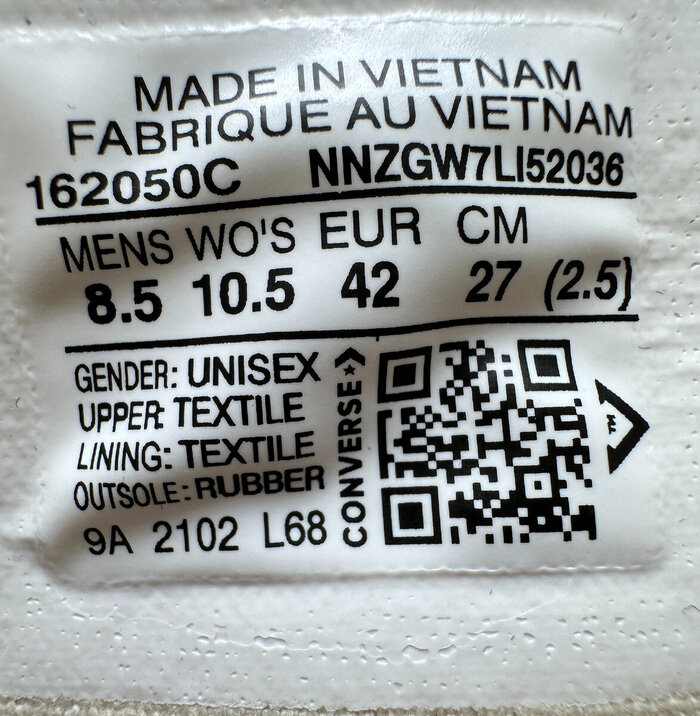 MADE IN VIETNAM
FABRIQUE AU VIETNAM
162050C NNZGW7LI52036
MENS WO'S EUR CM
8.5 10.5 42 27 (2.5)
GENDER: UNISEX
UPPER: TEXTILE
LINING: TEXTILE
OUTSOLE: RUBBER
9A 2102 L68
CONVERSE
m